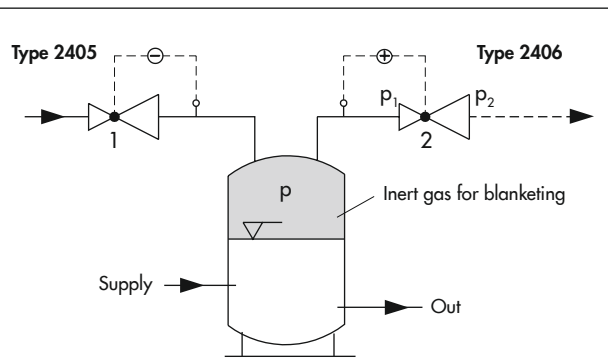 Type 2405
Type 2406
p1
p2
1
2
p
Inert gas for blanketing
Supply
Out